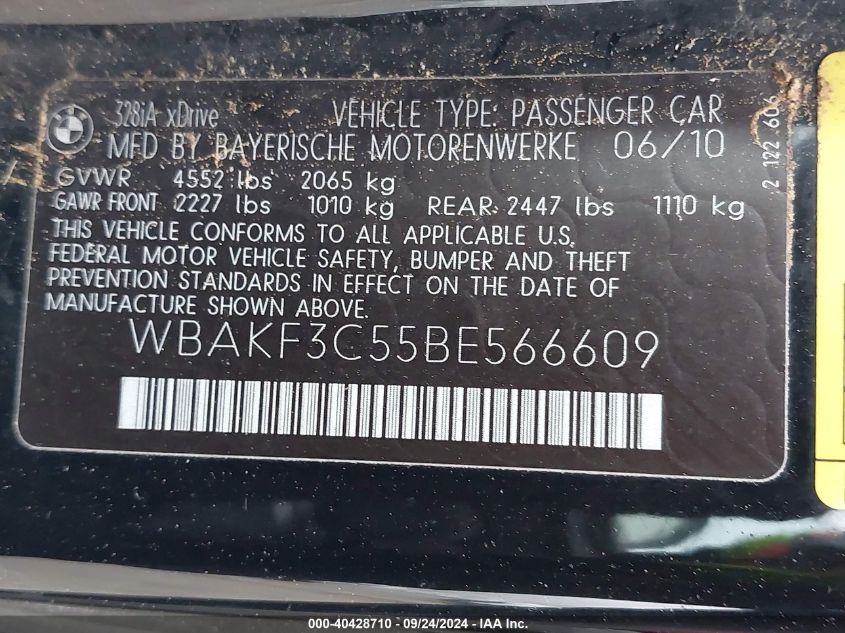 328iA xDrive VEHICLE TYPE: PASSENGER CAR
MFD BY BAYERISCHE MOTORENWERKE 06/10
GVWR 4552 lbs 2065 kg
GAWR FRONT 2227 lbs 1010 kg REAR: 2447 lbs 1110 kg
THIS VEHICLE CONFORMS TO ALL APPLICABLE U.S.
FEDERAL MOTOR VEHICLE SAFETY, BUMPER AND THEFT
PREVENTION STANDARDS IN EFFECT ON THE DATE OF
MANUFACTURE SHOWN ABOVE.
WBAKF3C55BE566609
2 122 606
000-40428710 - 09/24/2024 - IAA Inc.